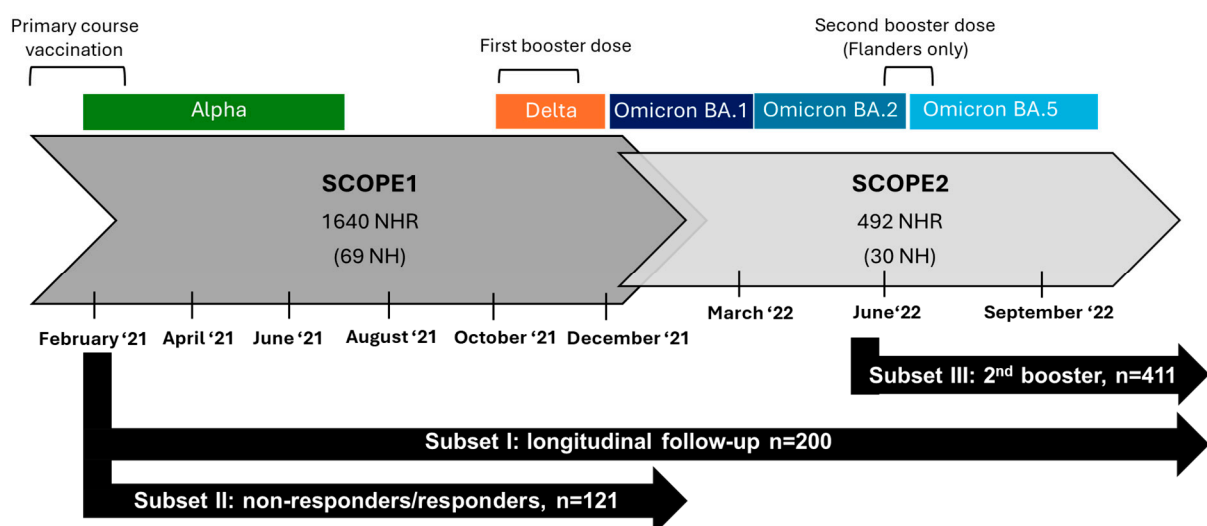 Primary course
vaccination
First booster dose
Second booster dose
(Flanders only)
Alpha
Delta
Omicron BA.1
Omicron BA.2
Omicron BA.5
SCOPE1
1640 NHR
(69 NH)
SCOPE2
492 NHR
(30 NH)
February ‘21
April ‘21
June ‘21
August ‘21
October ‘21
December ‘21
March ‘22
June‘22
September ‘22
Subset III: 2nd booster, n=411
Subset I: longitudinal follow-up n=200
Subset II: non-responders/responders, n=121